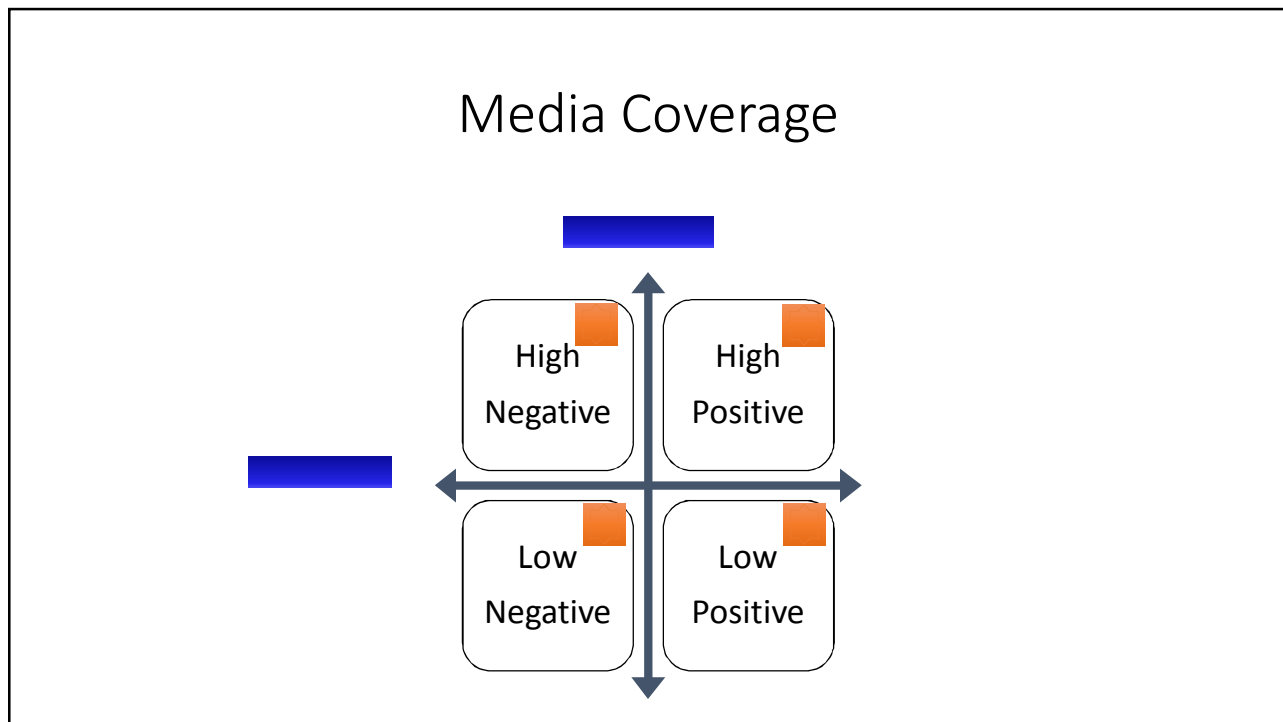 Media Coverage
High
Negative
High
Positive
Low
Negative
Low
Positive